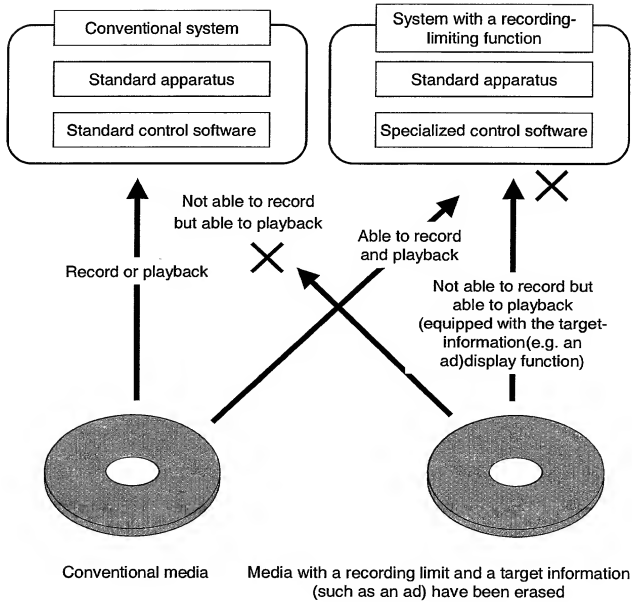 Conventional system
Standard apparatus
Standard control software
System with a recording-
limiting function
Standard apparatus
Specialized control software
Not able to record
but able to playback
Able to record
and playback
Record or playback
Not able to record but
able to playback
(equipped with the target-
information(e.g. an
ad)display function)
Conventional media
Media with a recording limit and a target information
(such as an ad) have been erased